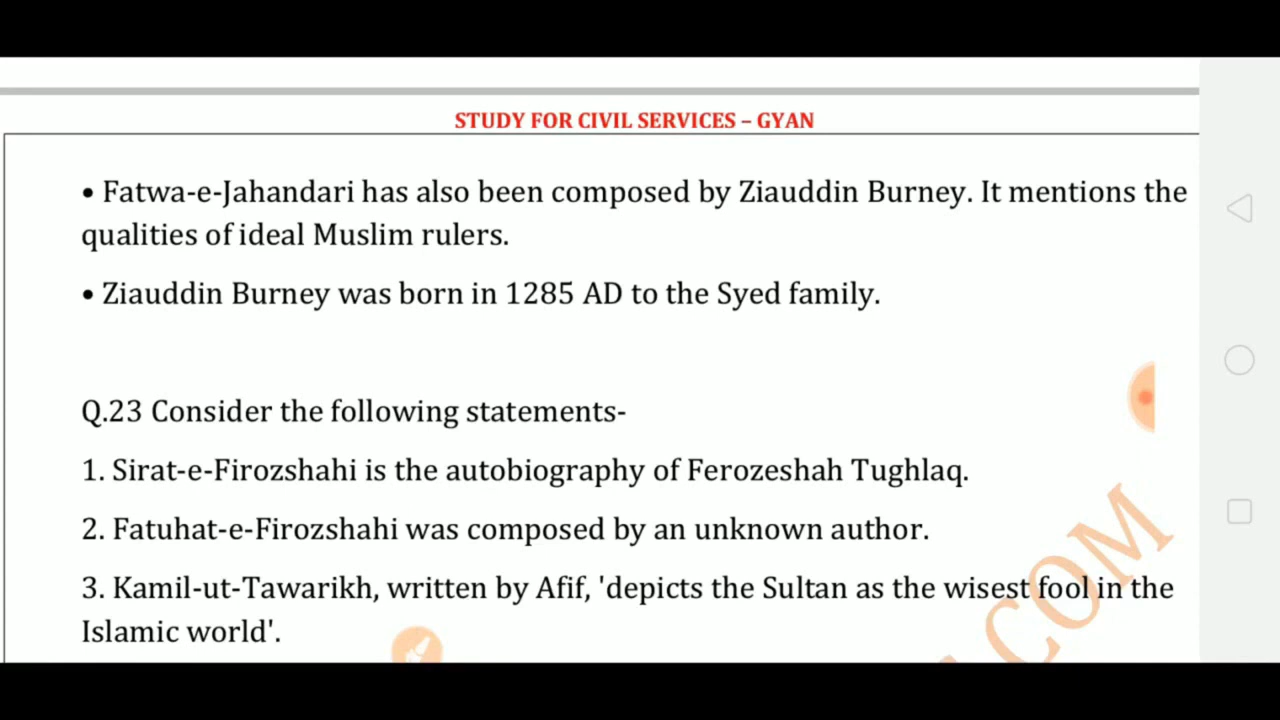 STUDY FOR CIVIL SERVICES – GYAN
• Fatwa-e-Jahandari has also been composed by Ziauddin Burney. It mentions the
qualities of ideal Muslim rulers.
• Ziauddin Burney was born in 1285 AD to the Syed family.
Q.23 Consider the following statements-
1. Sirat-e-Firozshahi is the autobiography of Ferozeshah Tughlaq.
2. Fatuhat-e-Firozshahi was composed by an unknown author.
3. Kamil-ut-Tawarikh, written by Afif, 'depicts the Sultan as the wisest fool in the
Islamic world'.
.COM